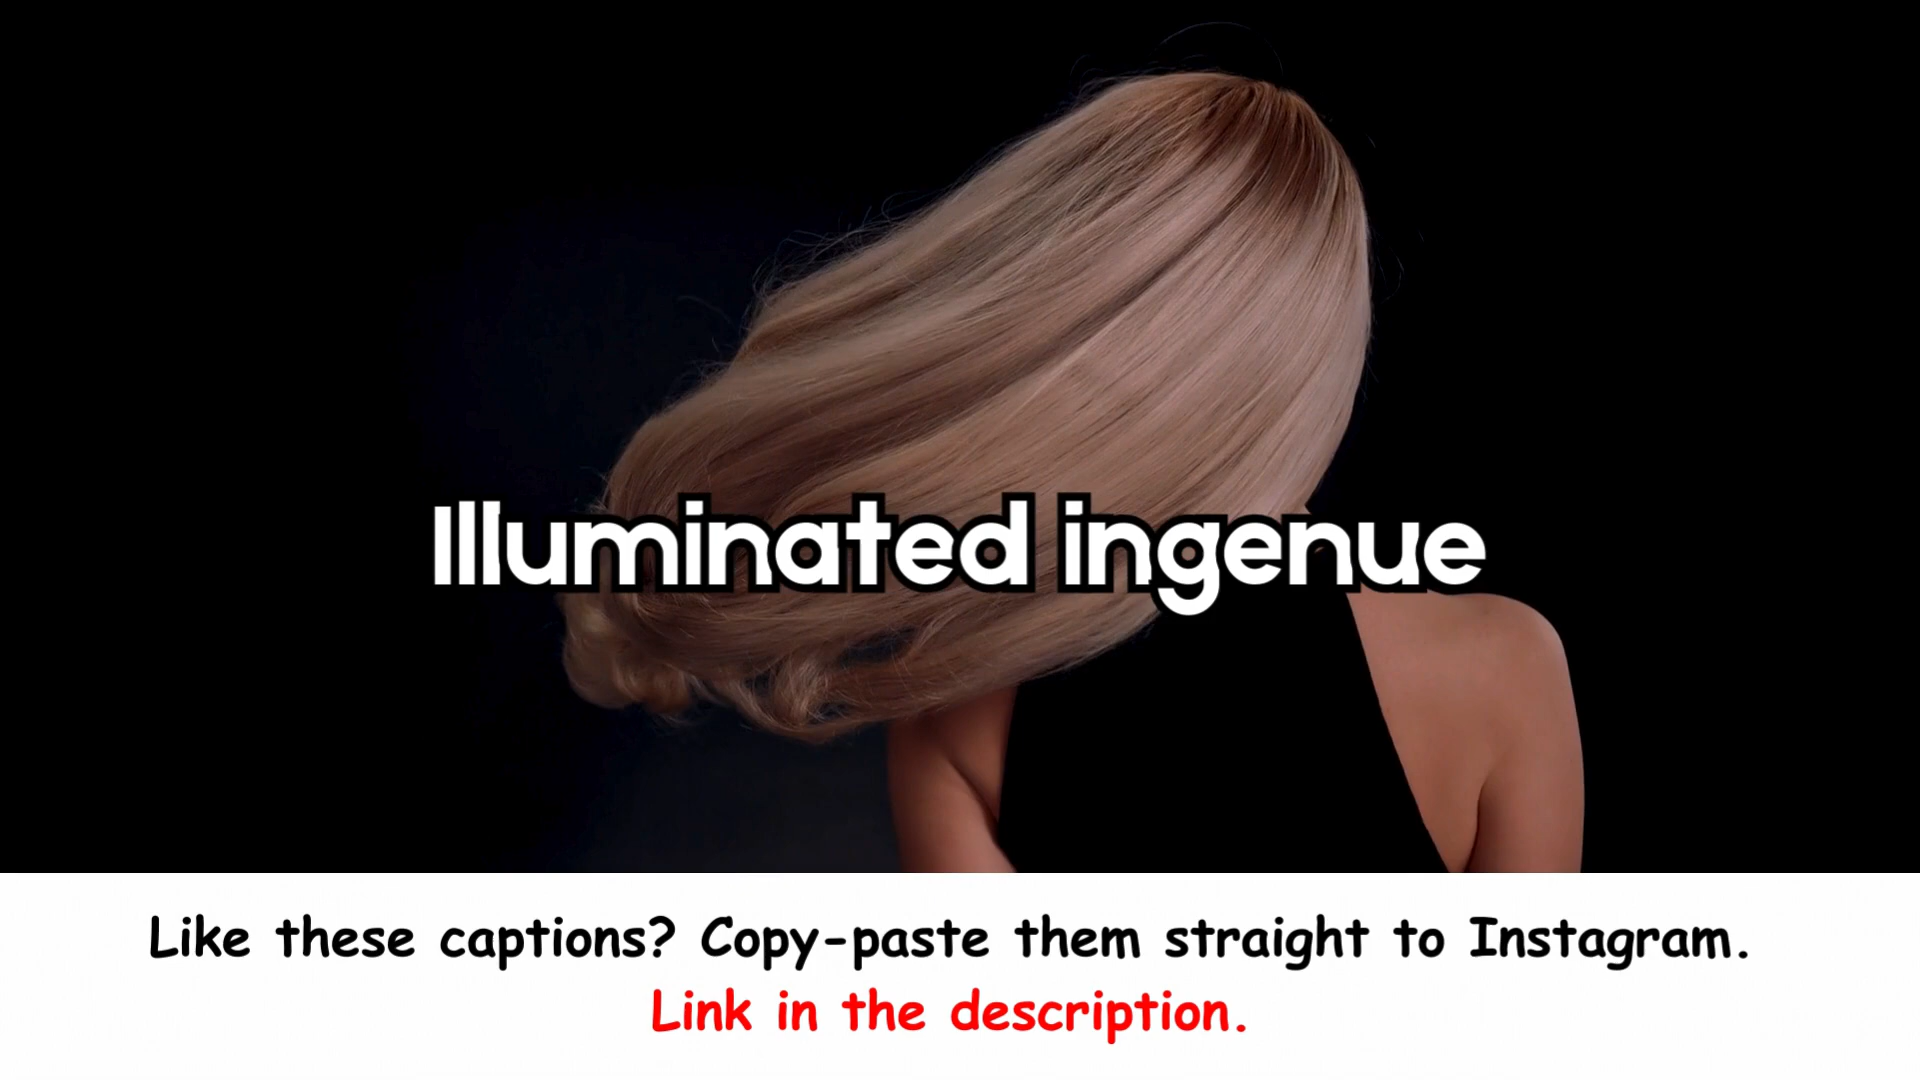 Illuminated ingenue
Like these captions? Copy-paste them straight to Instagram.
Link in the description.